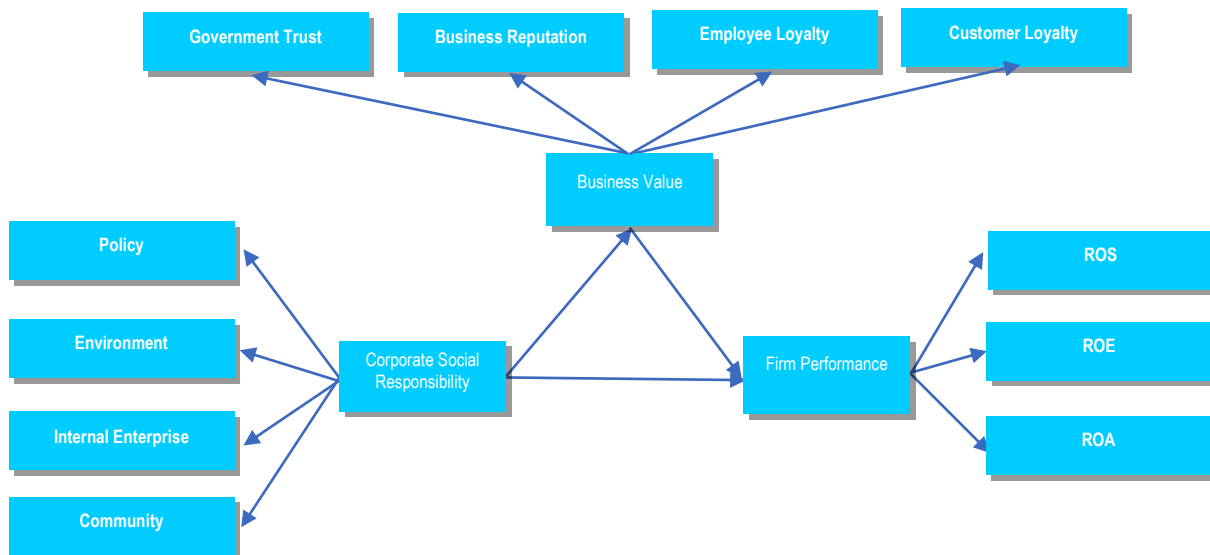 Government Trust
Business Reputation
Employee Loyalty
Customer Loyalty
Business Value
Policy
Environment
Internal Enterprise
Community
Corporate Social
Responsibility
Firm Performance
ROS
ROE
ROA